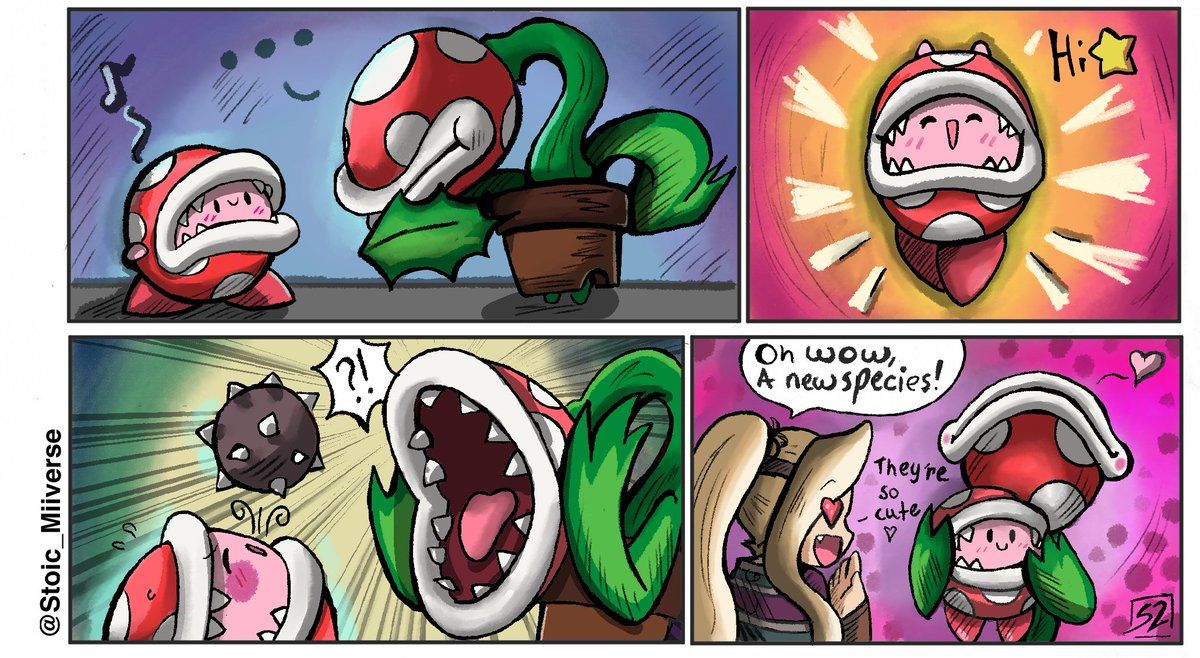 Hi
?!
Oh wow,
A new species!
They're
so
cute
@Stoic_Miiverse
52